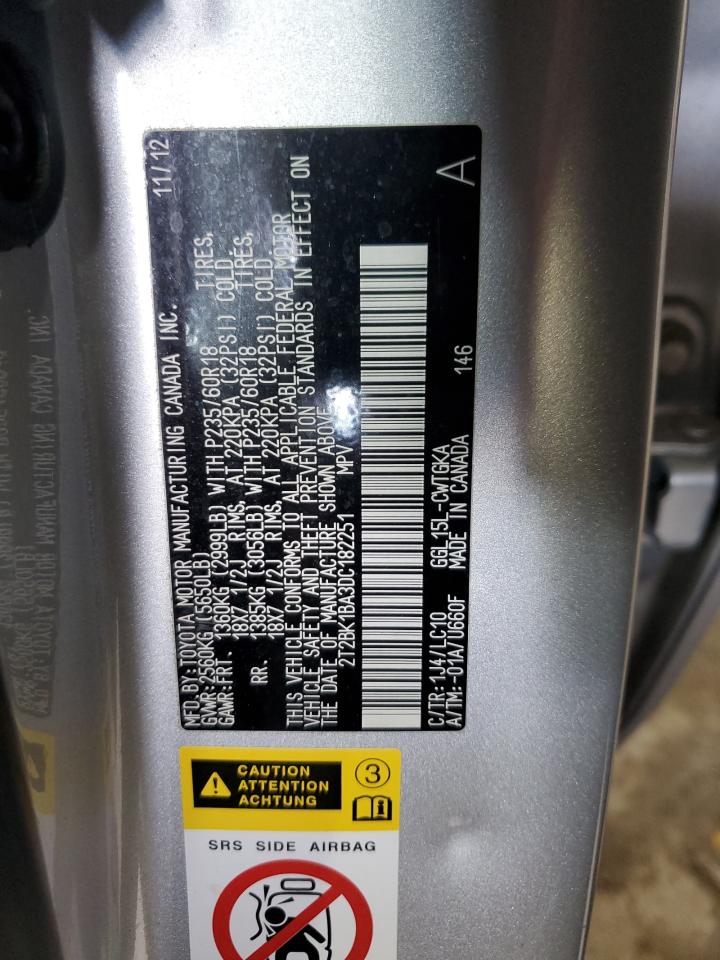 MFD.BY:TOYOTA MOTOR MANUFACTURING CANADA INC. 11/12
GVWR:2560KG (5650LB)
GAWR:FRT. 1360KG (2999LB) WITH P235/60R18 TIRES,
18X7 1/2J RIMS, AT 220KPA (32PSI) COLD
RR. 1385KG (3056LB) WITH P235/60R18 TIRES,
18X7 1/2J RIMS, AT 220KPA (32PSI) COLD.
THIS VEHICLE CONFORMS TO ALL APPLICABLE FEDERAL MOTOR
VEHICLE SAFETY AND THEFT PREVENTION STANDARDS IN EFFECT ON
THE DATE OF MANUFACTURE SHOWN ABOVE.
2T2BK1BA3DC182251 MPV
C/TR:1J4/LC10 GGL15L-CWTGKA
A/TM:-01A/U660F MADE IN CANADA 146 A
CAUTION
ATTENTION
ACHTUNG
3
SRS SIDE AIRBAG